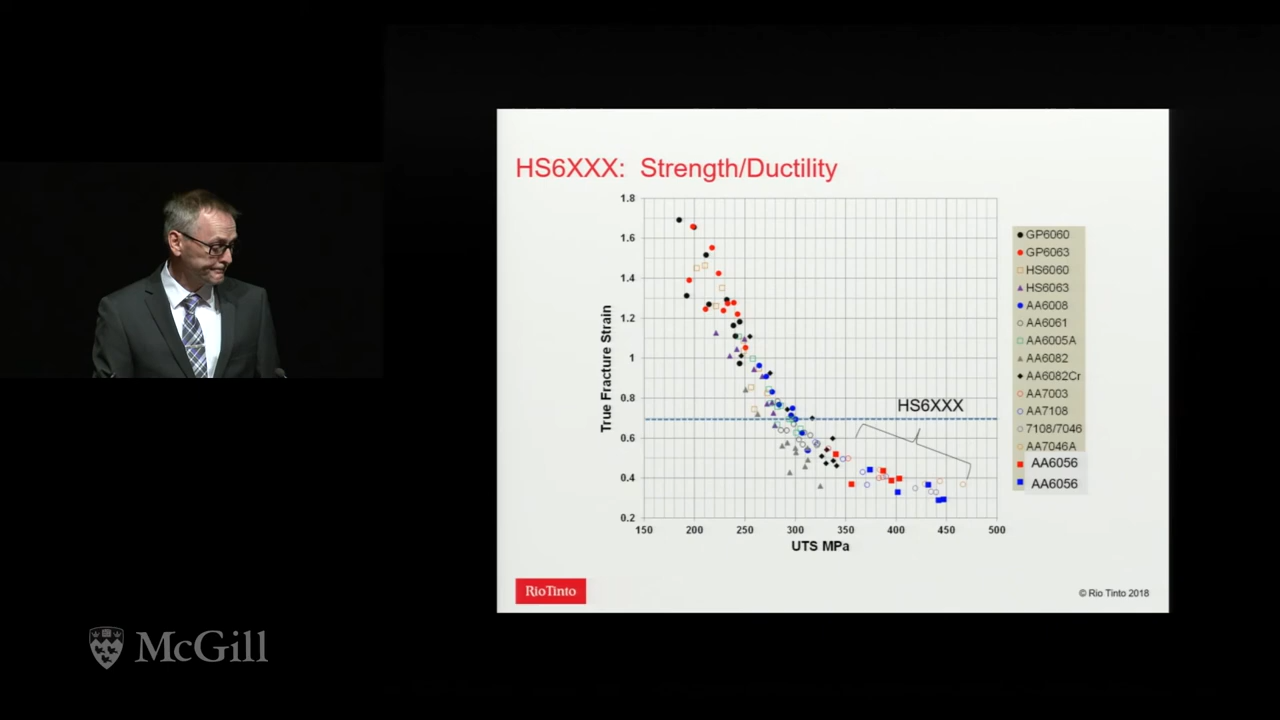 HS6XXX: Strength/Ductility
1.8
1.6
1.4
1.2
1
0.8
0.6
0.4
0.2
True Fracture Strain
150 200 250 300 350 400 450 500
UTS MPa
HS6XXX
GP6060
GP6063
HS6060
HS6063
AA6008
AA6061
AA6005A
AA6082
AA6082Cr
AA7003
AA7108
7108/7046
AA7046A
AA6056
AA6056
RioTinto
© Rio Tinto 2018
McGill